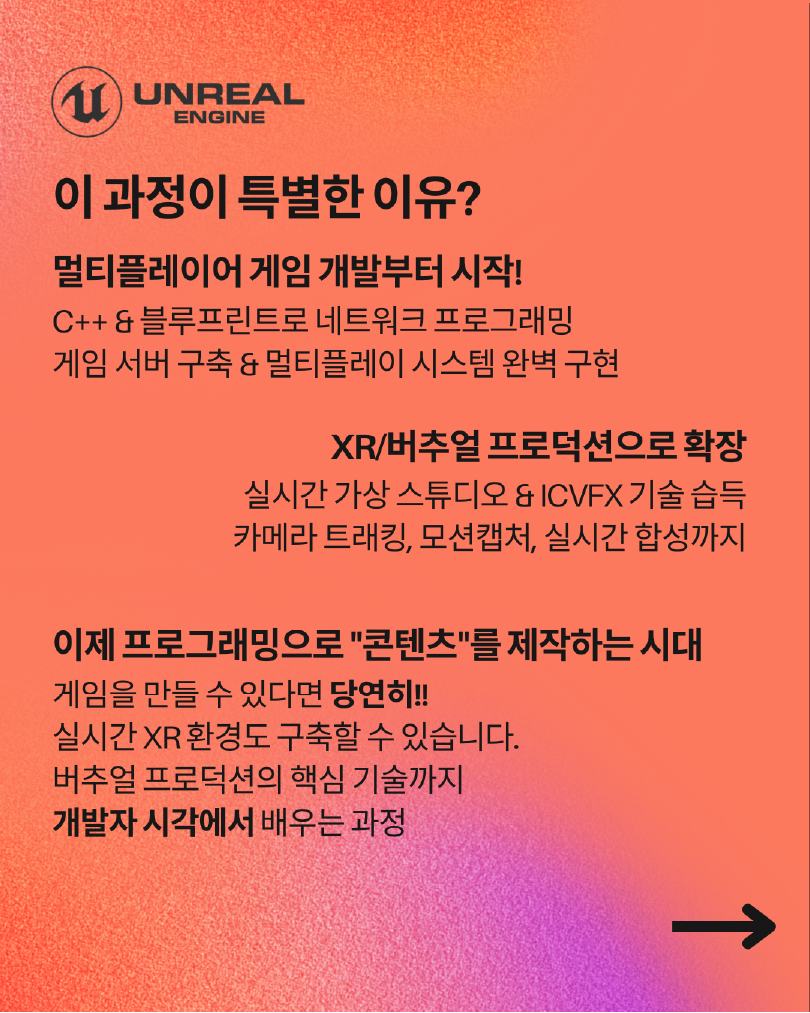 UNREAL
ENGINE
이 과정이 특별한 이유?
멀티플레이어 게임 개발부터 시작!
C++ & 블루프린트로 네트워크 프로그래밍
게임 서버 구축 & 멀티플레이 시스템 완벽 구현
XR/버추얼 프로덕션으로 확장
실시간 가상 스튜디오 & ICVFX 기술 습득
카메라 트래킹, 모션캡처, 실시간 합성까지
이제 프로그래밍으로 "콘텐츠"를 제작하는 시대
게임을 만들 수 있다면 당연히!!
실시간 XR 환경도 구축할 수 있습니다.
버추얼 프로덕션의 핵심 기술까지
개발자 시각에서 배우는 과정